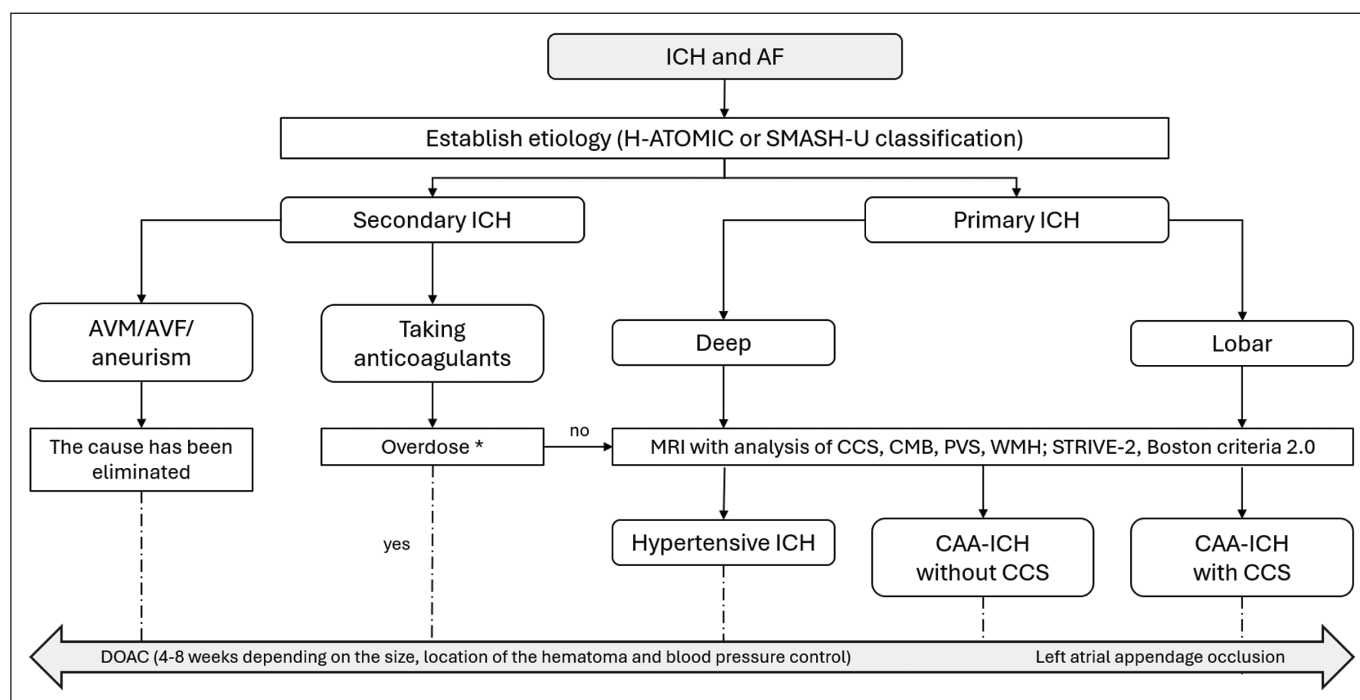 ICH and AF
Establish etiology (H-ATOMIC or SMASH-U classification)
Secondary ICH
Primary ICH
AVM/AVF/
aneurism
Taking
anticoagulants
Deep
Lobar
The cause has been
eliminated
Overdose *
no
MRI with analysis of CCS, CMB, PVS, WMH; STRIVE-2, Boston criteria 2.0
yes
Hypertensive ICH
CAA-ICH
without CCS
CAA-ICH
with CCS
DOAC (4-8 weeks depending on the size, location of the hematoma and blood pressure control)
Left atrial appendage occlusion